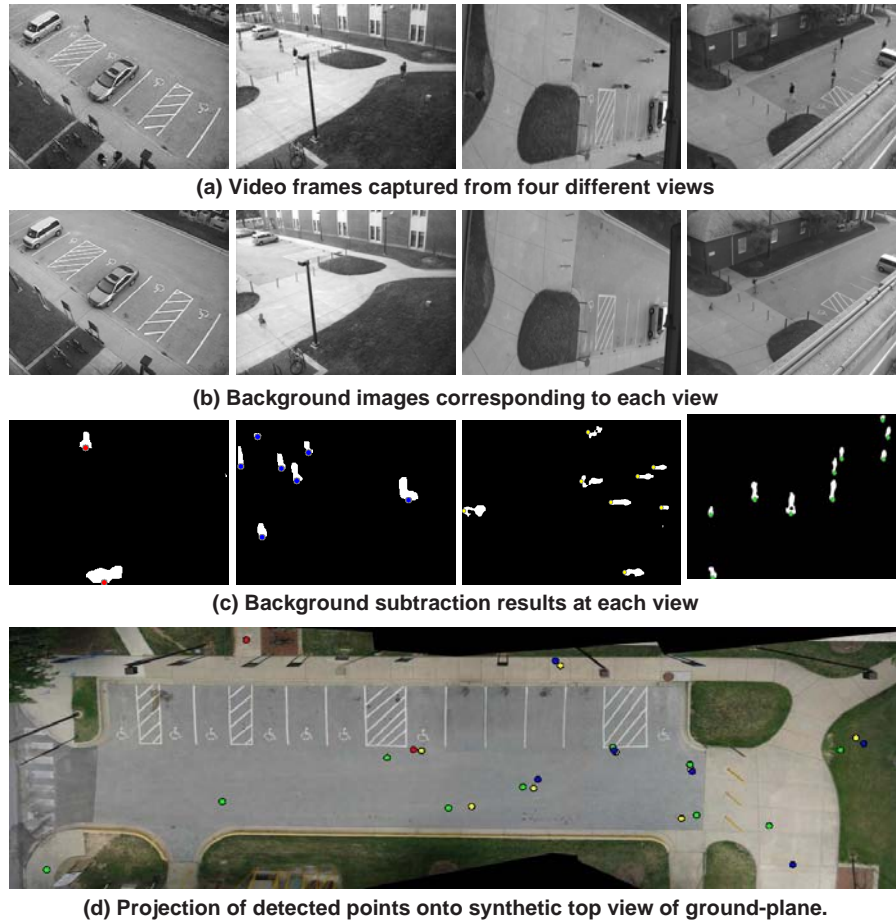 (a) Video frames captured from four different views
(b) Background images corresponding to each view
(c) Background subtraction results at each view
(d) Projection of detected points onto synthetic top view of ground-plane.